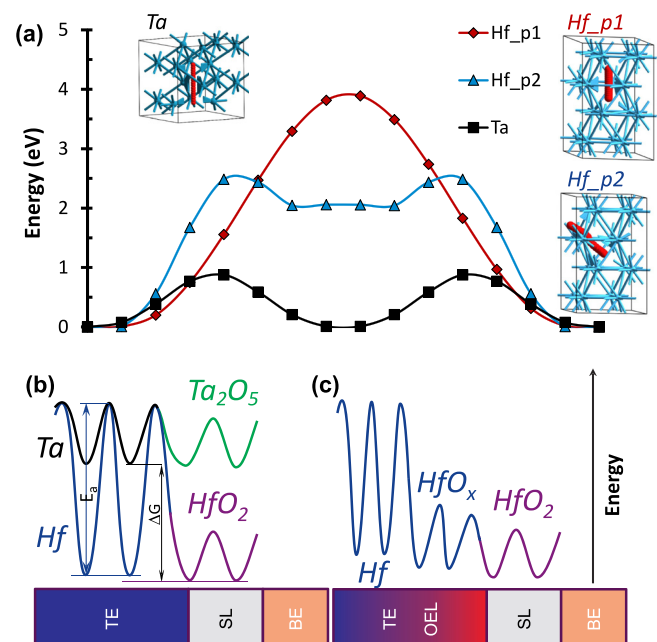 (a)
Ta
Hf_p1
Hf_p2
Ta
Hf_p1
Hf_p2
Energy (eV)
5
4
3
2
1
0
(b)
Ta
Hf
Eₐ
ΔG
Ta₂O₅
HfO₂
TE
SL
BE
(c)
Hf
HfOₓ
HfO₂
Energy
TE
OEL
SL
BE